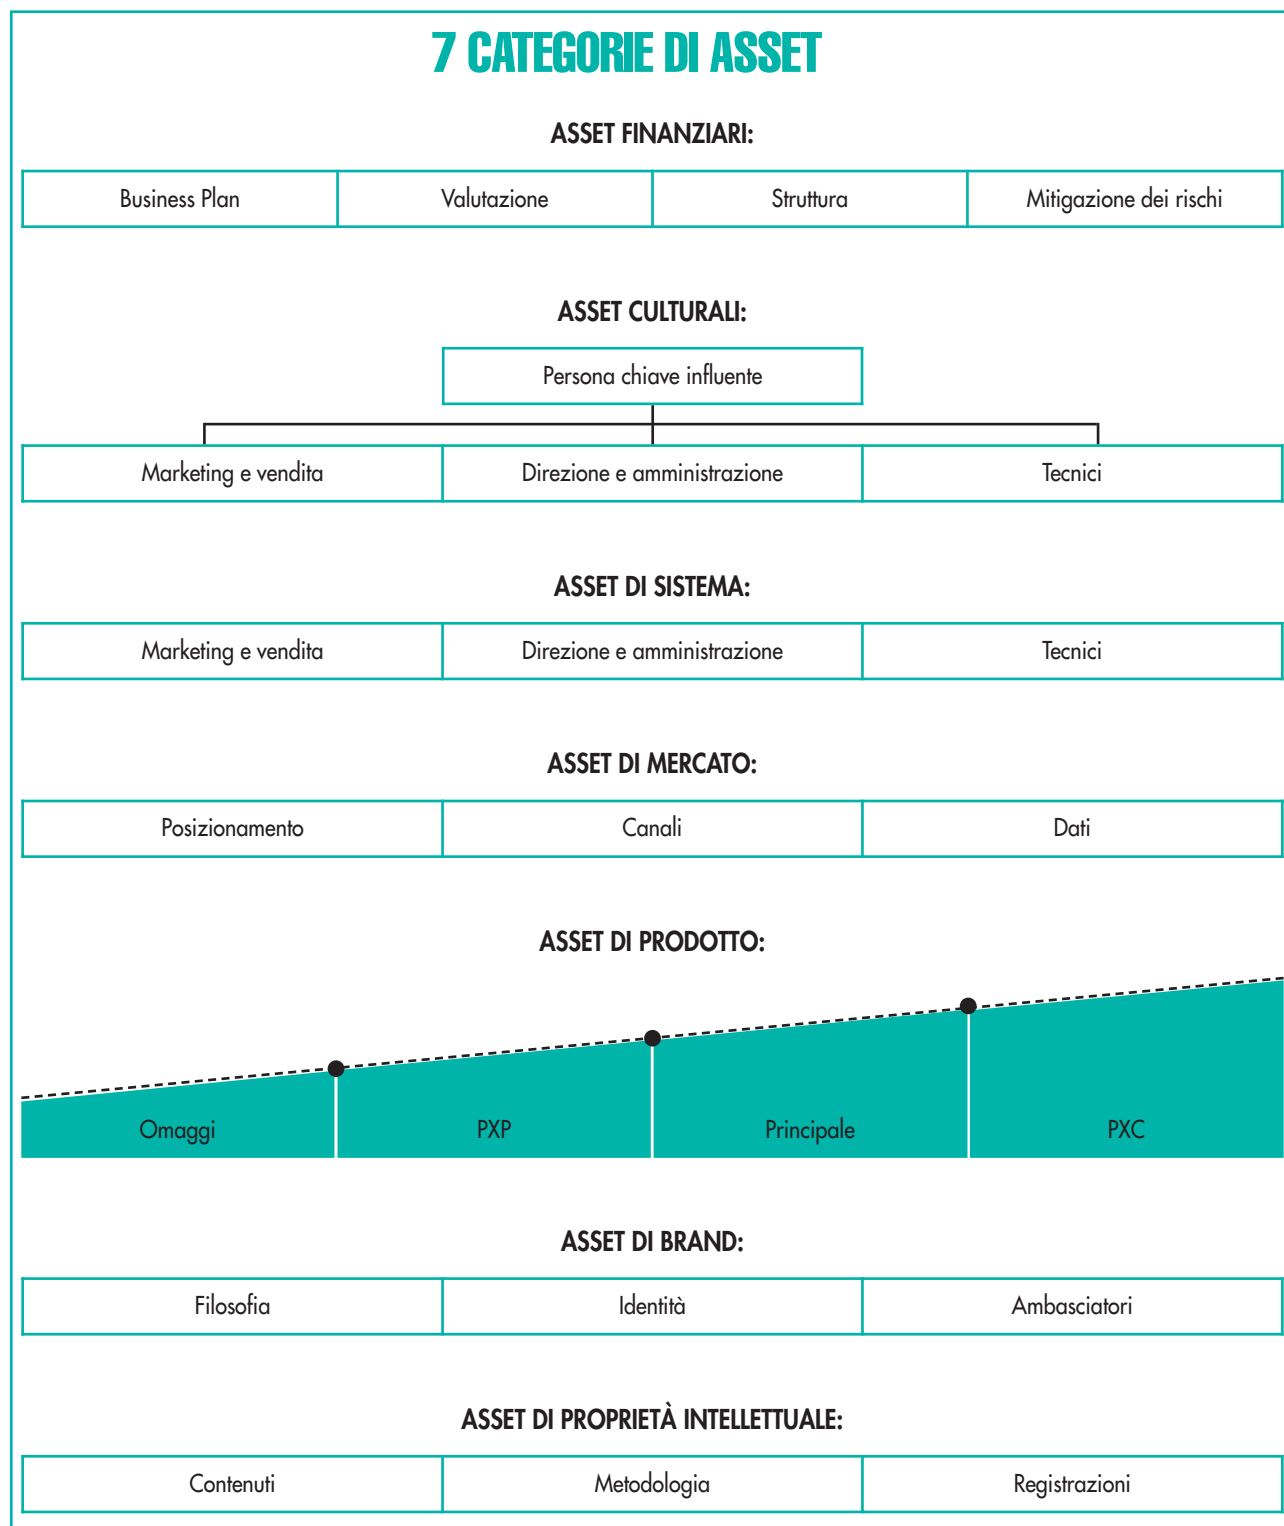 7 CATEGORIE DI ASSET
ASSET FINANZIARI:
Business Plan Valutazione Struttura Mitigazione dei rischi
ASSET CULTURALI:
Persona chiave influente
Marketing e vendita Direzione e amministrazione Tecnici
ASSET DI SISTEMA:
Marketing e vendita Direzione e amministrazione Tecnici
ASSET DI MERCATO:
Posizionamento Canali Dati
ASSET DI PRODOTTO:
Omaggi PXP Principale PXC
ASSET DI BRAND:
Filosofia Identità Ambasciatori
ASSET DI PROPRIETÀ INTELLETTUALE:
Contenuti Metodologia Registrazioni